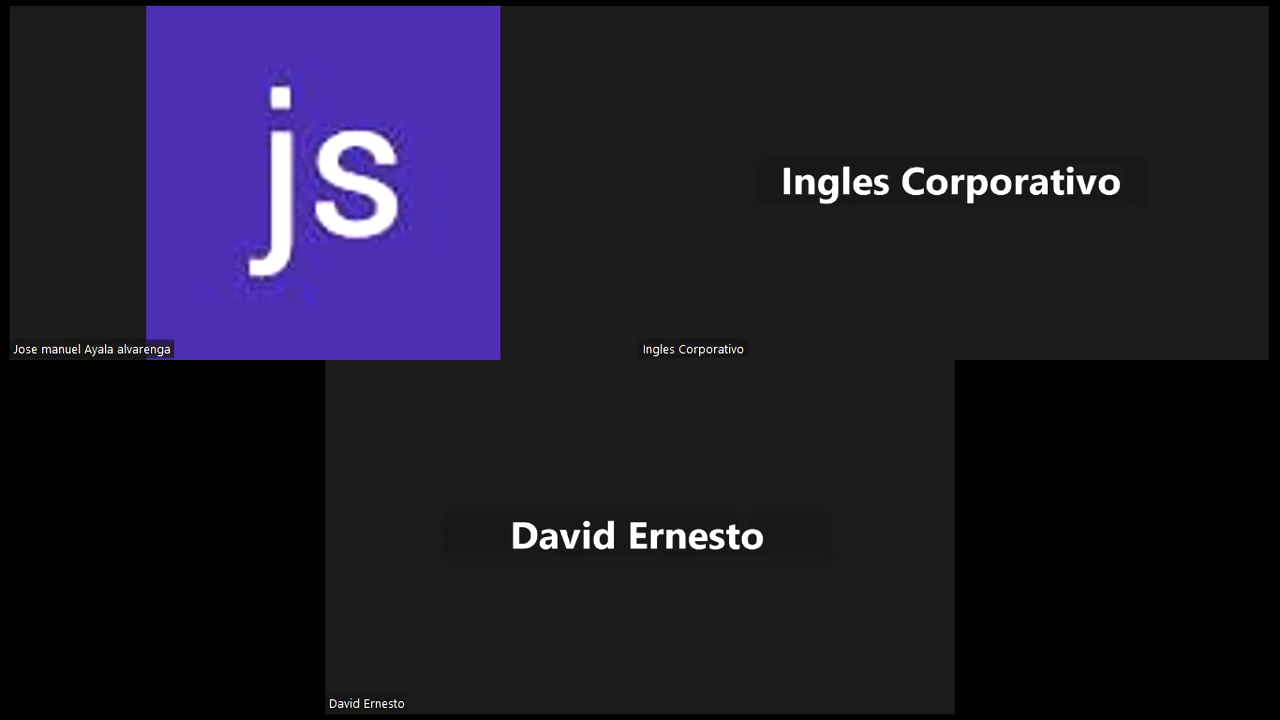 js
Jose manuel Ayala alvarenga
Ingles Corporativo
Ingles Corporativo
David Ernesto
David Ernesto